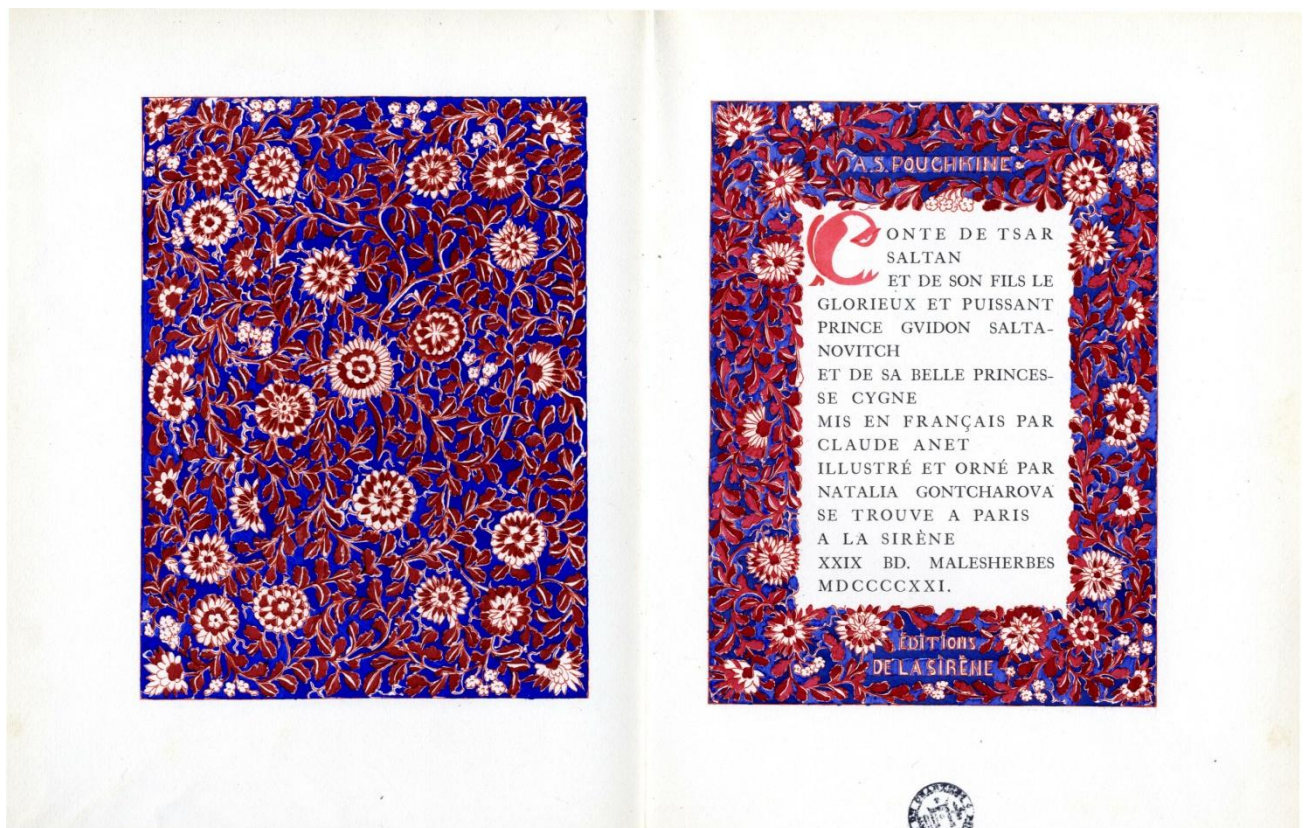 A. S. POUCHKINE
CONTE DE TSAR
SALTAN
ET DE SON FILS LE
GLORIEUX ET PUISSANT
PRINCE GVIDON SALTA-
NOVITCH
ET DE SA BELLE PRINCES-
SE CYGNE
MIS EN FRANÇAIS PAR
CLAUDE ANET
ILLUSTRÉ ET ORNÉ PAR
NATALIA GONTCHAROVA
SE TROUVE A PARIS
A LA SIRÈNE
XXIX BD. MALESHERBES
MDCCCCXXI.
ÉDITIONS
DE LA SIRÈNE